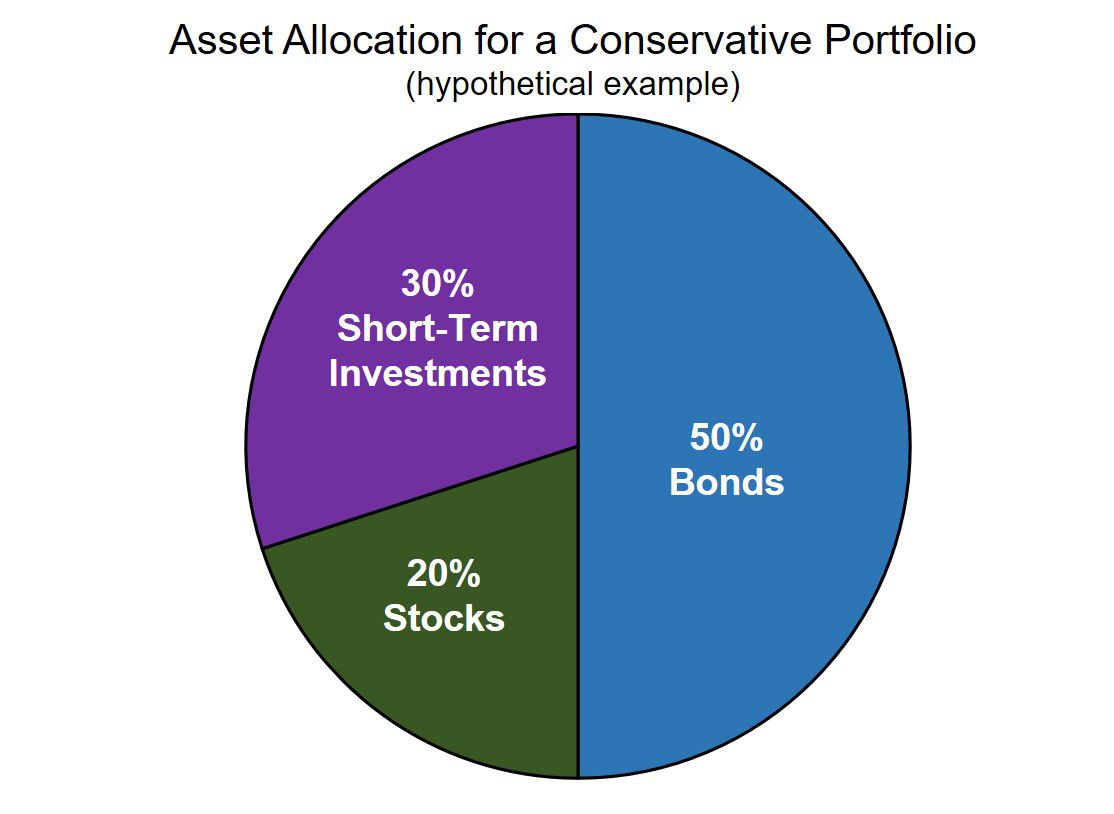 Asset Allocation for a Conservative Portfolio
(hypothetical example)
30%
Short-Term
Investments
50%
Bonds
20%
Stocks